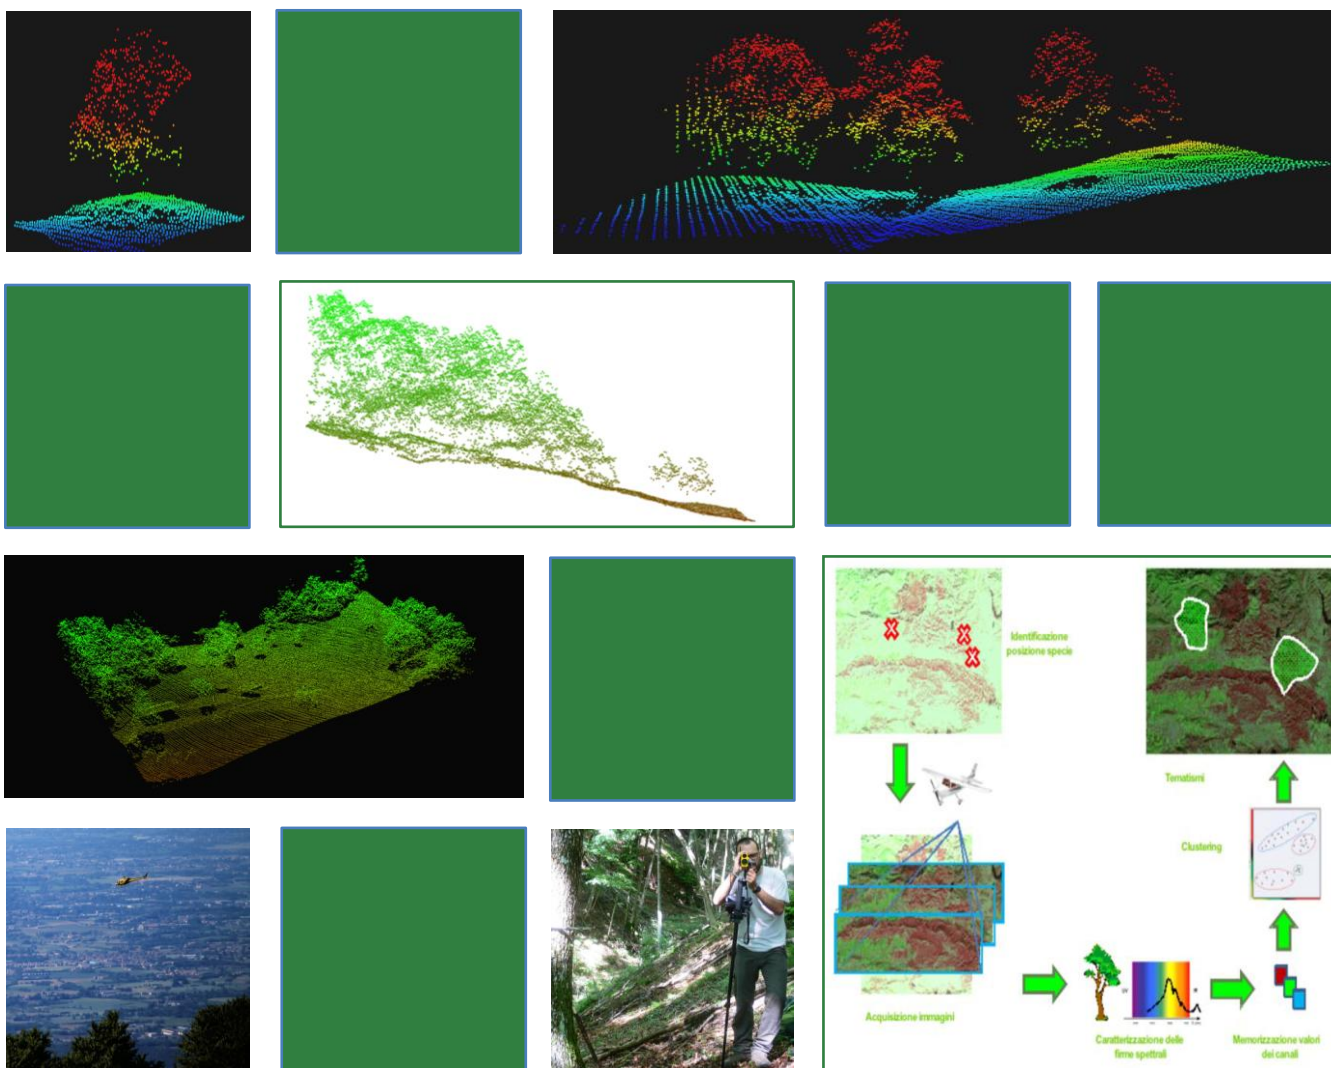 Identificazione
posizione specie
Tematismi
Clustering
Acquisizione immagini
Caratterizzazione delle
firme spettrali
Memorizzazione valori
dei canali